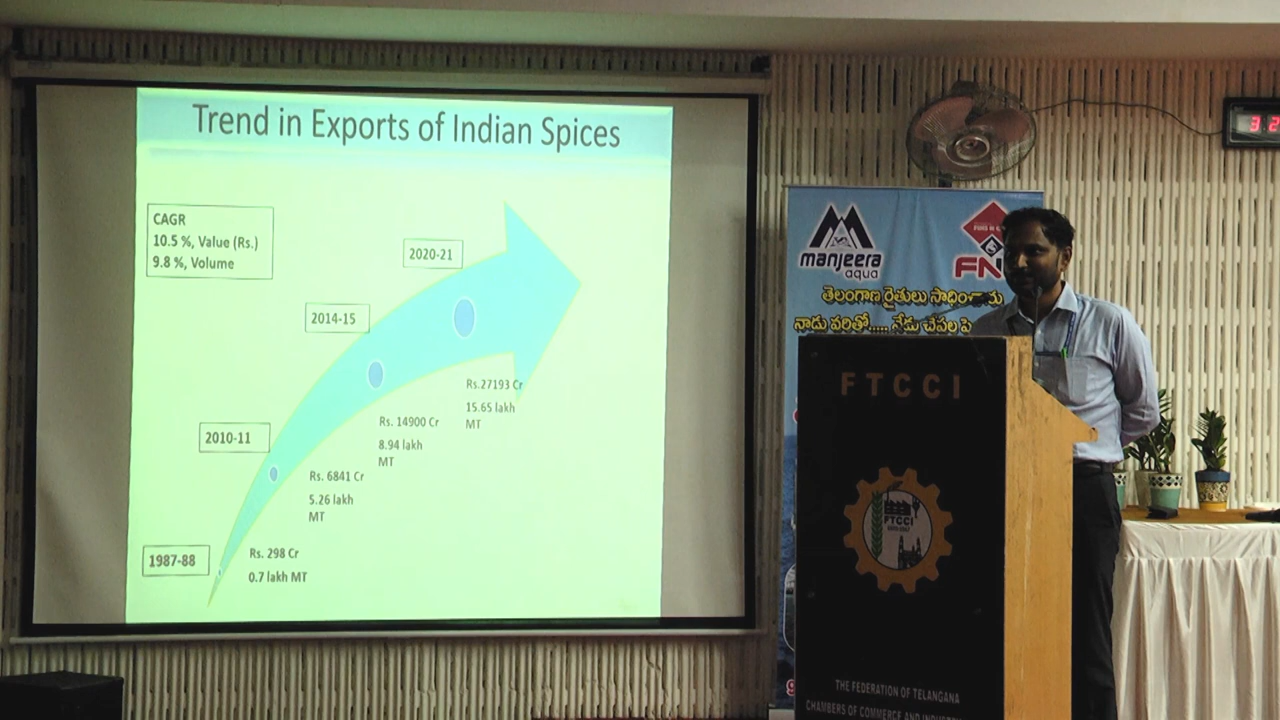 Trend in Exports of Indian Spices
CAGR
10.5 %, Value (Rs.)
9.8 %, Volume
2020-21
2014-15
2010-11
1987-88
Rs.27193 Cr
15.65 lakh
MT
Rs. 14900 Cr
8.94 lakh
MT
Rs. 6841 Cr
5.26 lakh
MT
Rs. 298 Cr
0.7 lakh MT
manjeera
aqua
FN
తెలంగాణ రైతులు
నాడు వరితో..... నేడు చేపల
FTCCI
FTCCI
THE FEDERATION OF TELANGANA
CHAMBERS OF COMMERCE AND
32